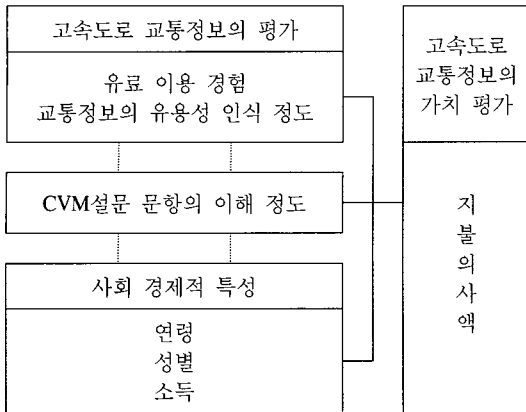 고속도로 교통정보의 평가
유료 이용 경험
교통정보의 유용성 인식 정도
CVM설문 문항의 이해 정도
사회 경제적 특성
연령
성별
소득
고속도로
교통정보의
가치 평가
지
불
의
사
액